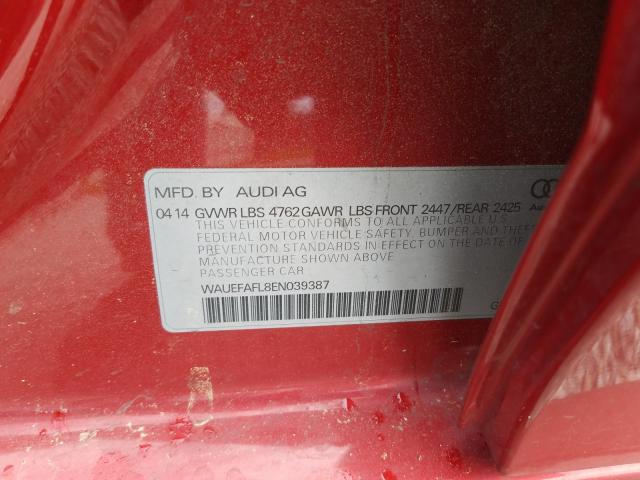 MFD. BY AUDI AG
04 14 GVWR LBS 4762 GAWR LBS FRONT 2447/REAR 2425
THIS VEHICLE CONFORMS TO ALL APPLICABLE U.S.
FEDERAL MOTOR VEHICLE SAFETY, BUMPER AND THEFT
PREVENTION STANDARDS IN EFFECT ON THE DATE OF
MANUFACTURE SHOWN ABOVE
PASSENGER CAR
WAUEFAFL8EN039387